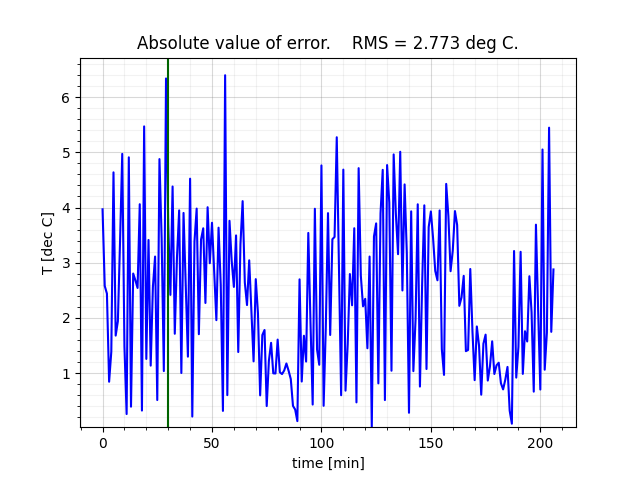 Absolute value of error. RMS = 2.773 deg C.
T [dec C]
6
5
4
3
2
1
0 50 100 150 200
time [min]